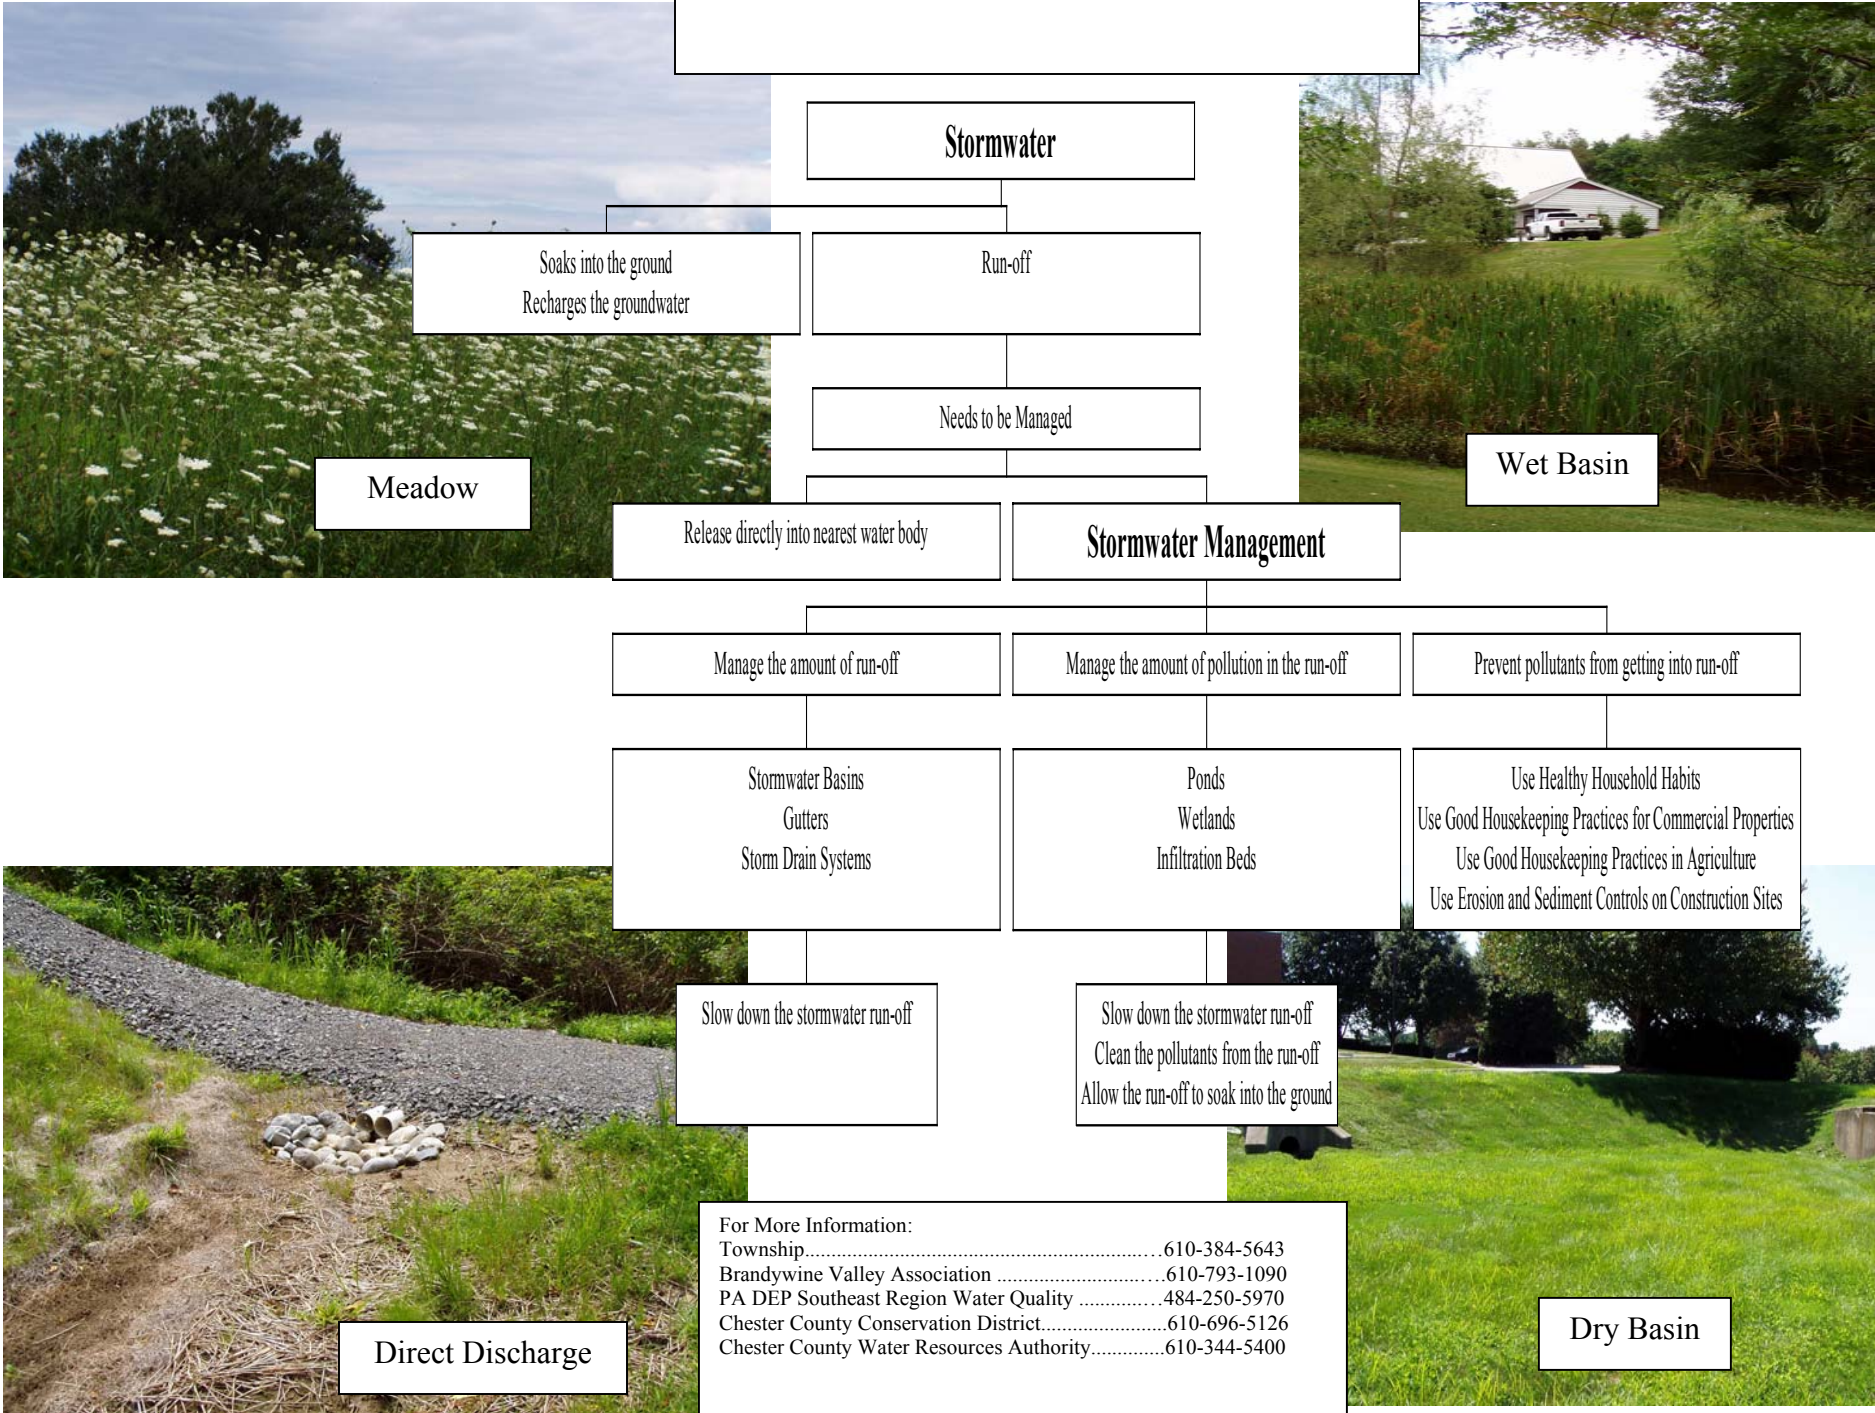 Stormwater
Soaks into the ground
Recharges the groundwater
Run-off
Needs to be Managed
Meadow
Wet Basin
Release directly into nearest water body
Stormwater Management
Manage the amount of run-off
Manage the amount of pollution in the run-off
Prevent pollutants from getting into run-off
Stormwater Basins
Gutters
Storm Drain Systems
Ponds
Wetlands
Infiltration Beds
Use Healthy Household Habits
Use Good Housekeeping Practices for Commercial Properties
Use Good Housekeeping Practices in Agriculture
Use Erosion and Sediment Controls on Construction Sites
Slow down the stormwater run-off
Slow down the stormwater run-off
Clean the pollutants from the run-off
Allow the run-off to soak into the ground
For More Information:
Township....................................................................610-384-5643
Brandywine Valley Association ...............................610-793-1090
PA DEP Southeast Region Water Quality ...............484-250-5970
Chester County Conservation District........................610-696-5126
Chester County Water Resources Authority..............610-344-5400
Direct Discharge
Dry Basin